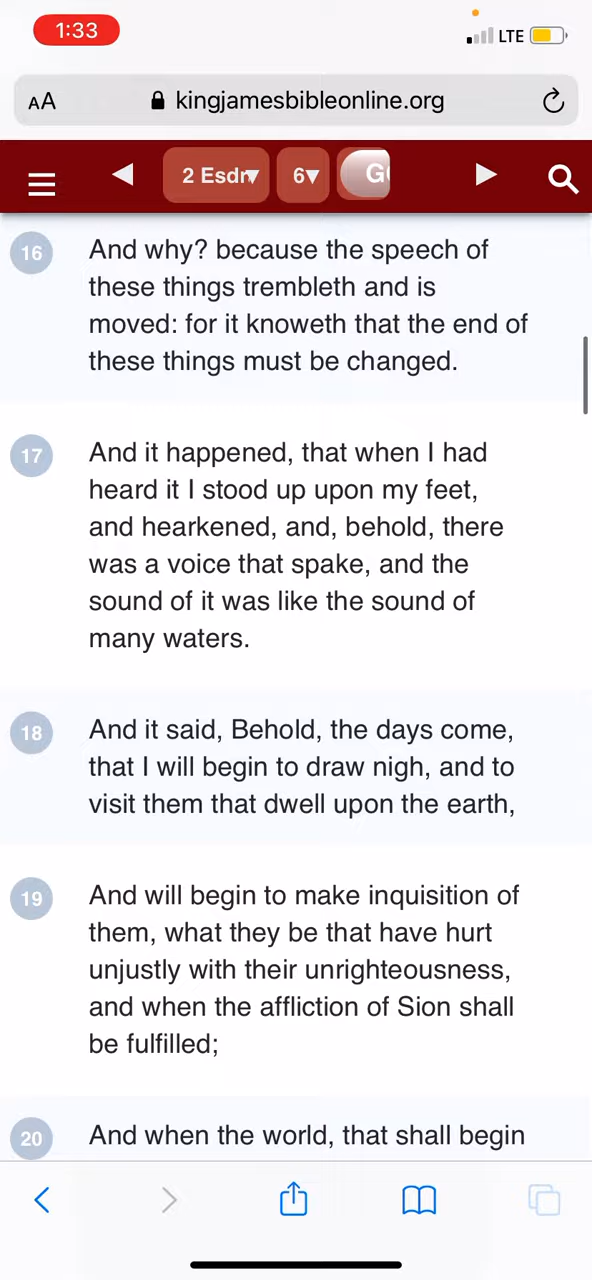 1:33
LTE
AA
kingjamesbibleonline.org
2 Esdr
6
G
16
And why? because the speech of
these things trembleth and is
moved: for it knoweth that the end of
these things must be changed.
17
And it happened, that when I had
heard it I stood up upon my feet,
and hearkened, and, behold, there
was a voice that spake, and the
sound of it was like the sound of
many waters.
18
And it said, Behold, the days come,
that I will begin to draw nigh, and to
visit them that dwell upon the earth,
19
And will begin to make inquisition of
them, what they be that have hurt
unjustly with their unrighteousness,
and when the affliction of Sion shall
be fulfilled;
20
And when the world, that shall begin